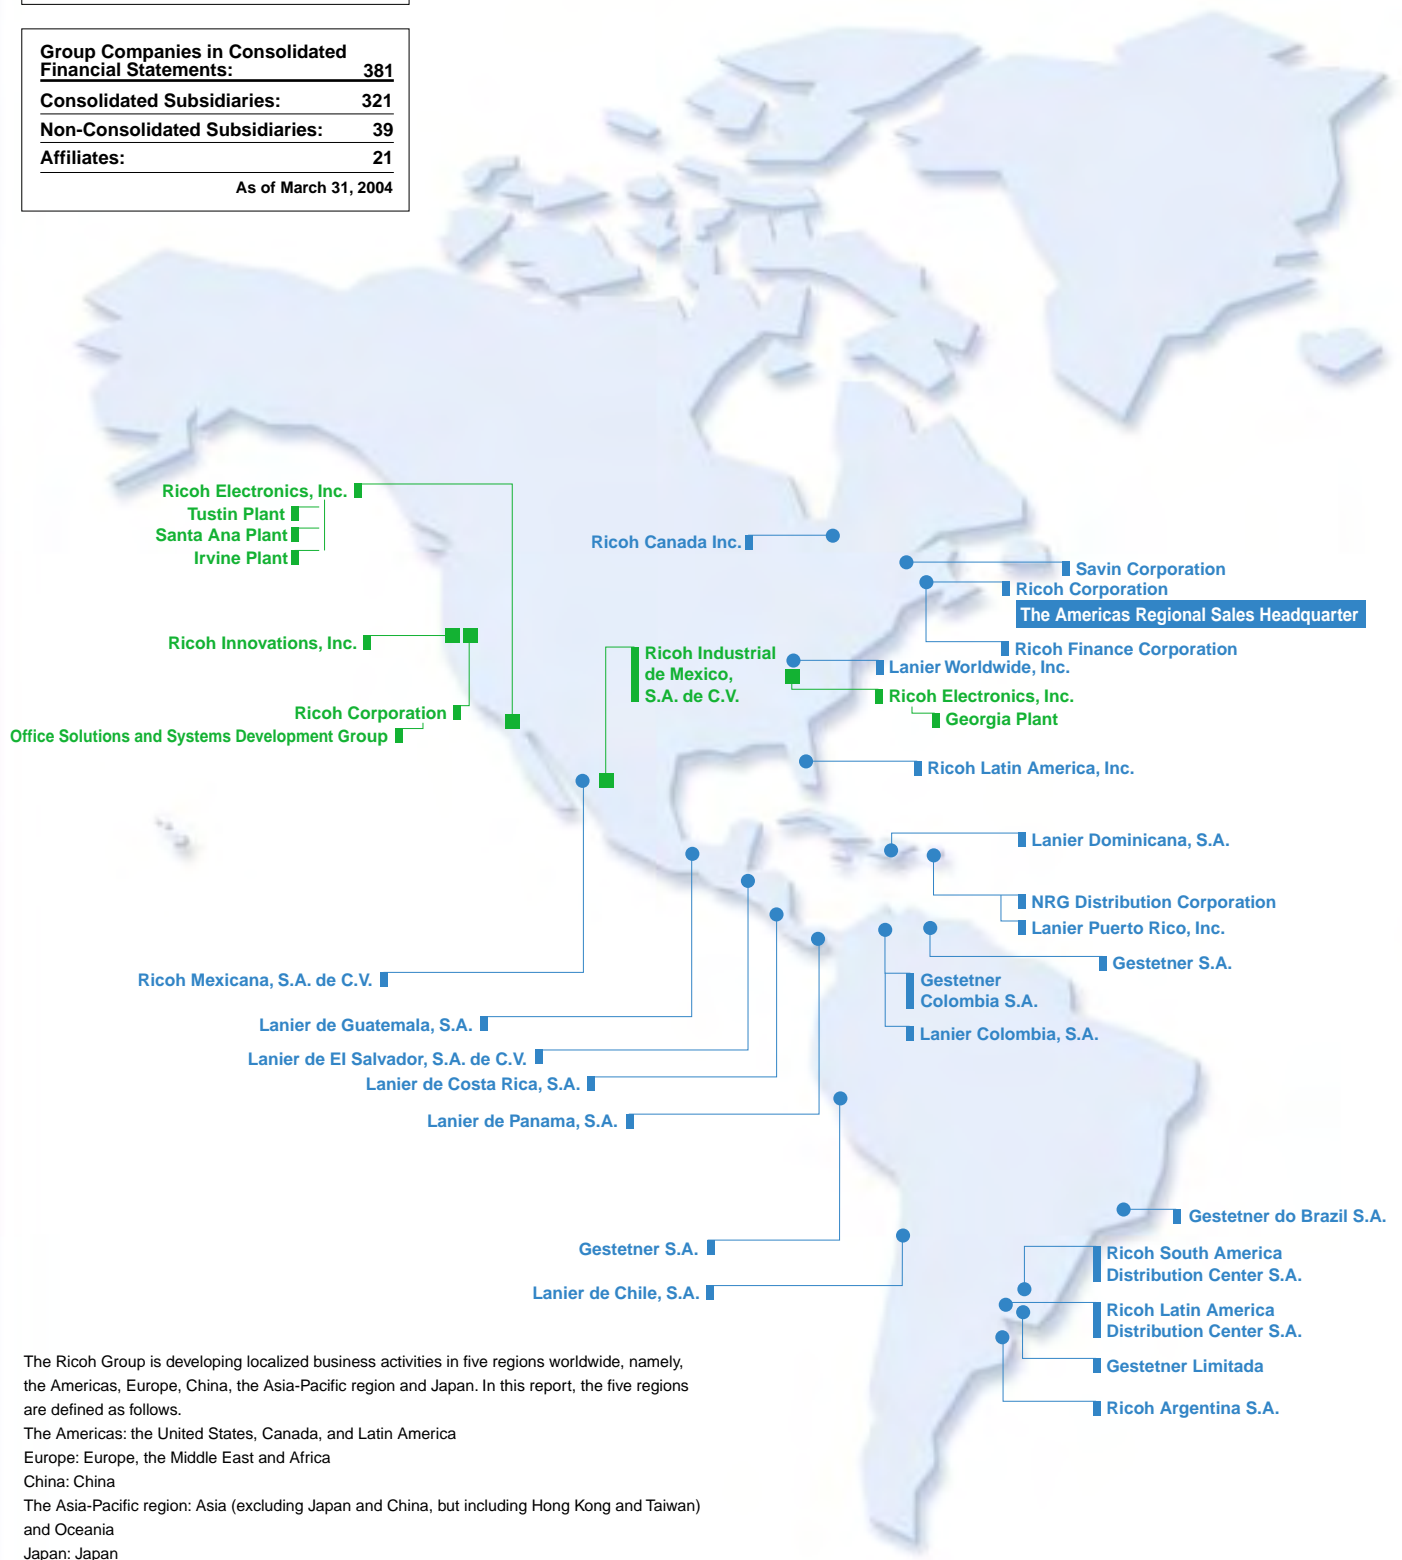 Group Companies in Consolidated
Financial Statements: 381
Consolidated Subsidiaries: 321
Non-Consolidated Subsidiaries: 39
Affiliates: 21
As of March 31, 2004
Ricoh Electronics, Inc.
Tustin Plant
Santa Ana Plant
Irvine Plant
Ricoh Innovations, Inc.
Ricoh Corporation
Office Solutions and Systems Development Group
Ricoh Canada Inc.
Savin Corporation
Ricoh Corporation
The Americas Regional Sales Headquarter
Ricoh Finance Corporation
Ricoh Industrial
de Mexico,
S.A. de C.V.
Lanier Worldwide, Inc.
Ricoh Electronics, Inc.
Georgia Plant
Ricoh Latin America, Inc.
Lanier Dominicana, S.A.
NRG Distribution Corporation
Lanier Puerto Rico, Inc.
Gestetner S.A.
Gestetner
Colombia S.A.
Lanier Colombia, S.A.
Ricoh Mexicana, S.A. de C.V.
Lanier de Guatemala, S.A.
Lanier de El Salvador, S.A. de C.V.
Lanier de Costa Rica, S.A.
Lanier de Panama, S.A.
Gestetner S.A.
Lanier de Chile, S.A.
Gestetner do Brazil S.A.
Ricoh South America
Distribution Center S.A.
Ricoh Latin America
Distribution Center S.A.
Gestetner Limitada
Ricoh Argentina S.A.
The Ricoh Group is developing localized business activities in five regions worldwide, namely,
the Americas, Europe, China, the Asia-Pacific region and Japan. In this report, the five regions
are defined as follows.
The Americas: the United States, Canada, and Latin America
Europe: Europe, the Middle East and Africa
China: China
The Asia-Pacific region: Asia (excluding Japan and China, but including Hong Kong and Taiwan)
and Oceania
Japan: Japan